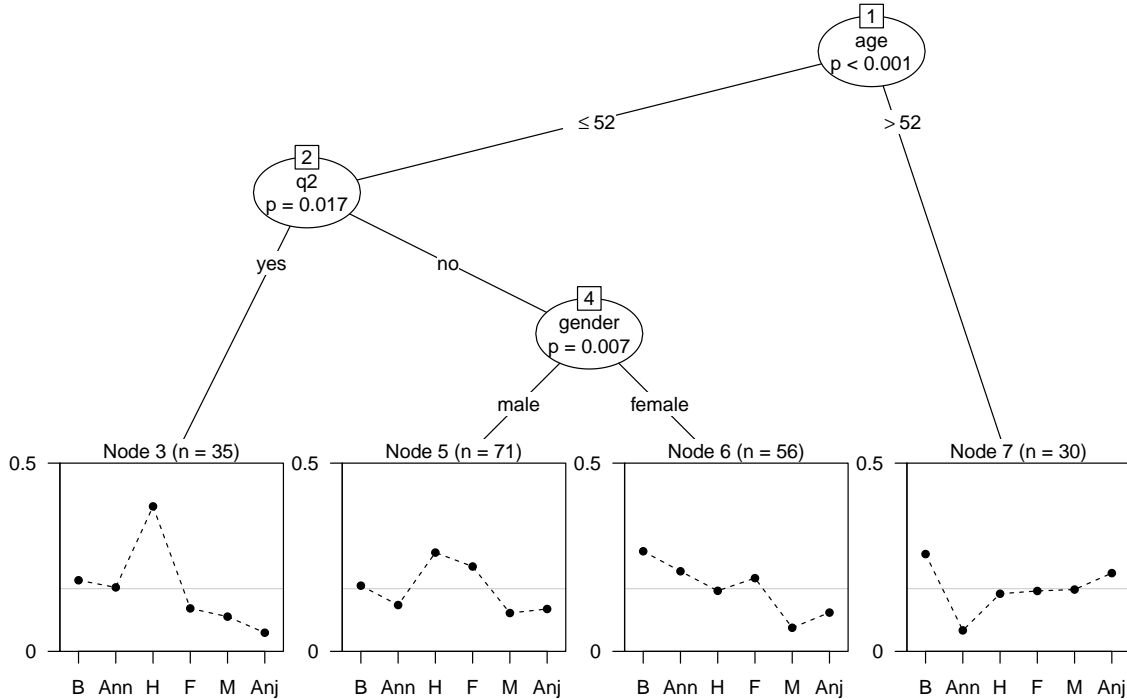 1
age
p < 0.001
≤ 52
> 52
2
q2
p = 0.017
yes
no
4
gender
p = 0.007
male
female
Node 3 (n = 35)
0.5
0
B Ann H F M Anj
Node 5 (n = 71)
0.5
0
B Ann H F M Anj
Node 6 (n = 56)
0.5
0
B Ann H F M Anj
Node 7 (n = 30)
0.5
0
B Ann H F M Anj